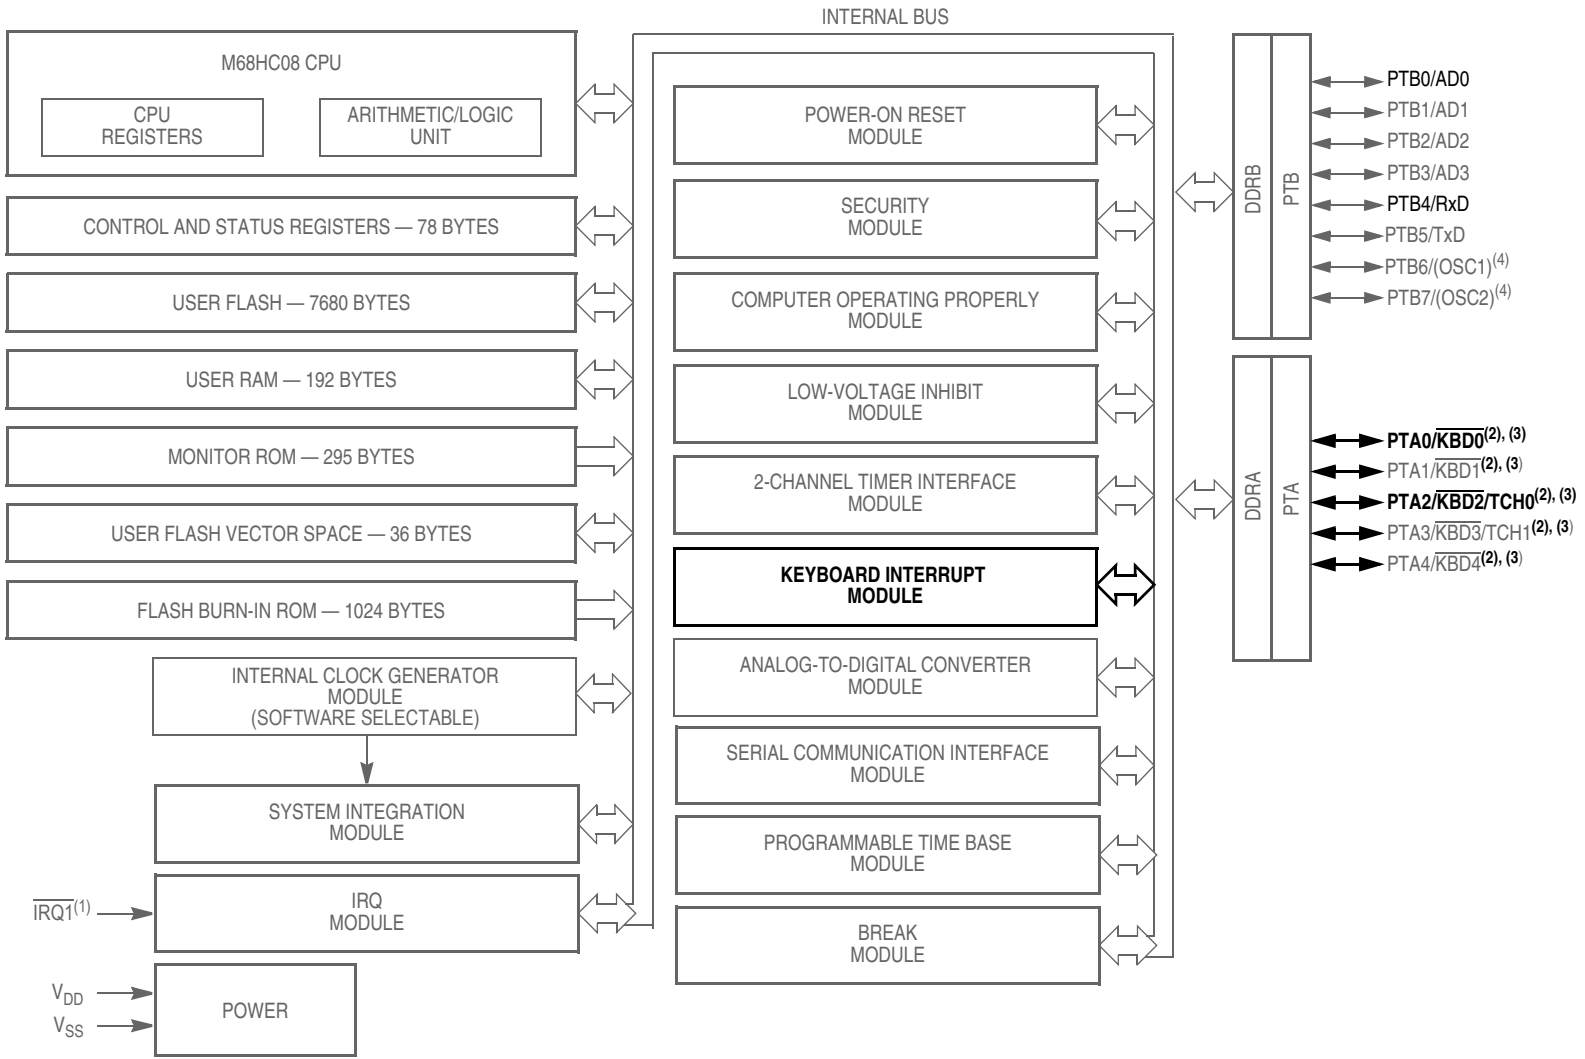 INTERNAL BUS
M68HC08 CPU
CPU
REGISTERS
ARITHMETIC/LOGIC
UNIT
CONTROL AND STATUS REGISTERS — 78 BYTES
USER FLASH — 7680 BYTES
USER RAM — 192 BYTES
MONITOR ROM — 295 BYTES
USER FLASH VECTOR SPACE — 36 BYTES
FLASH BURN-IN ROM — 1024 BYTES
INTERNAL CLOCK GENERATOR
MODULE
(SOFTWARE SELECTABLE)
SYSTEM INTEGRATION
MODULE
IRQ1(1)
IRQ
MODULE
VDD
VSS
POWER
POWER-ON RESET
MODULE
SECURITY
MODULE
COMPUTER OPERATING PROPERLY
MODULE
LOW-VOLTAGE INHIBIT
MODULE
2-CHANNEL TIMER INTERFACE
MODULE
KEYBOARD INTERRUPT
MODULE
ANALOG-TO-DIGITAL CONVERTER
MODULE
SERIAL COMMUNICATION INTERFACE
MODULE
PROGRAMMABLE TIME BASE
MODULE
BREAK
MODULE
DDRB
PTB
PTB0/AD0
PTB1/AD1
PTB2/AD2
PTB3/AD3
PTB4/RxD
PTB5/TxD
PTB6/(OSC1)(4)
PTB7/(OSC2)(4)
DDRA
PTA
PTA0/KBD0(2), (3)
PTA1/KBD1(2), (3)
PTA2/KBD2/TCH0(2), (3)
PTA3/KBD3/TCH1(2), (3)
PTA4/KBD4(2), (3)